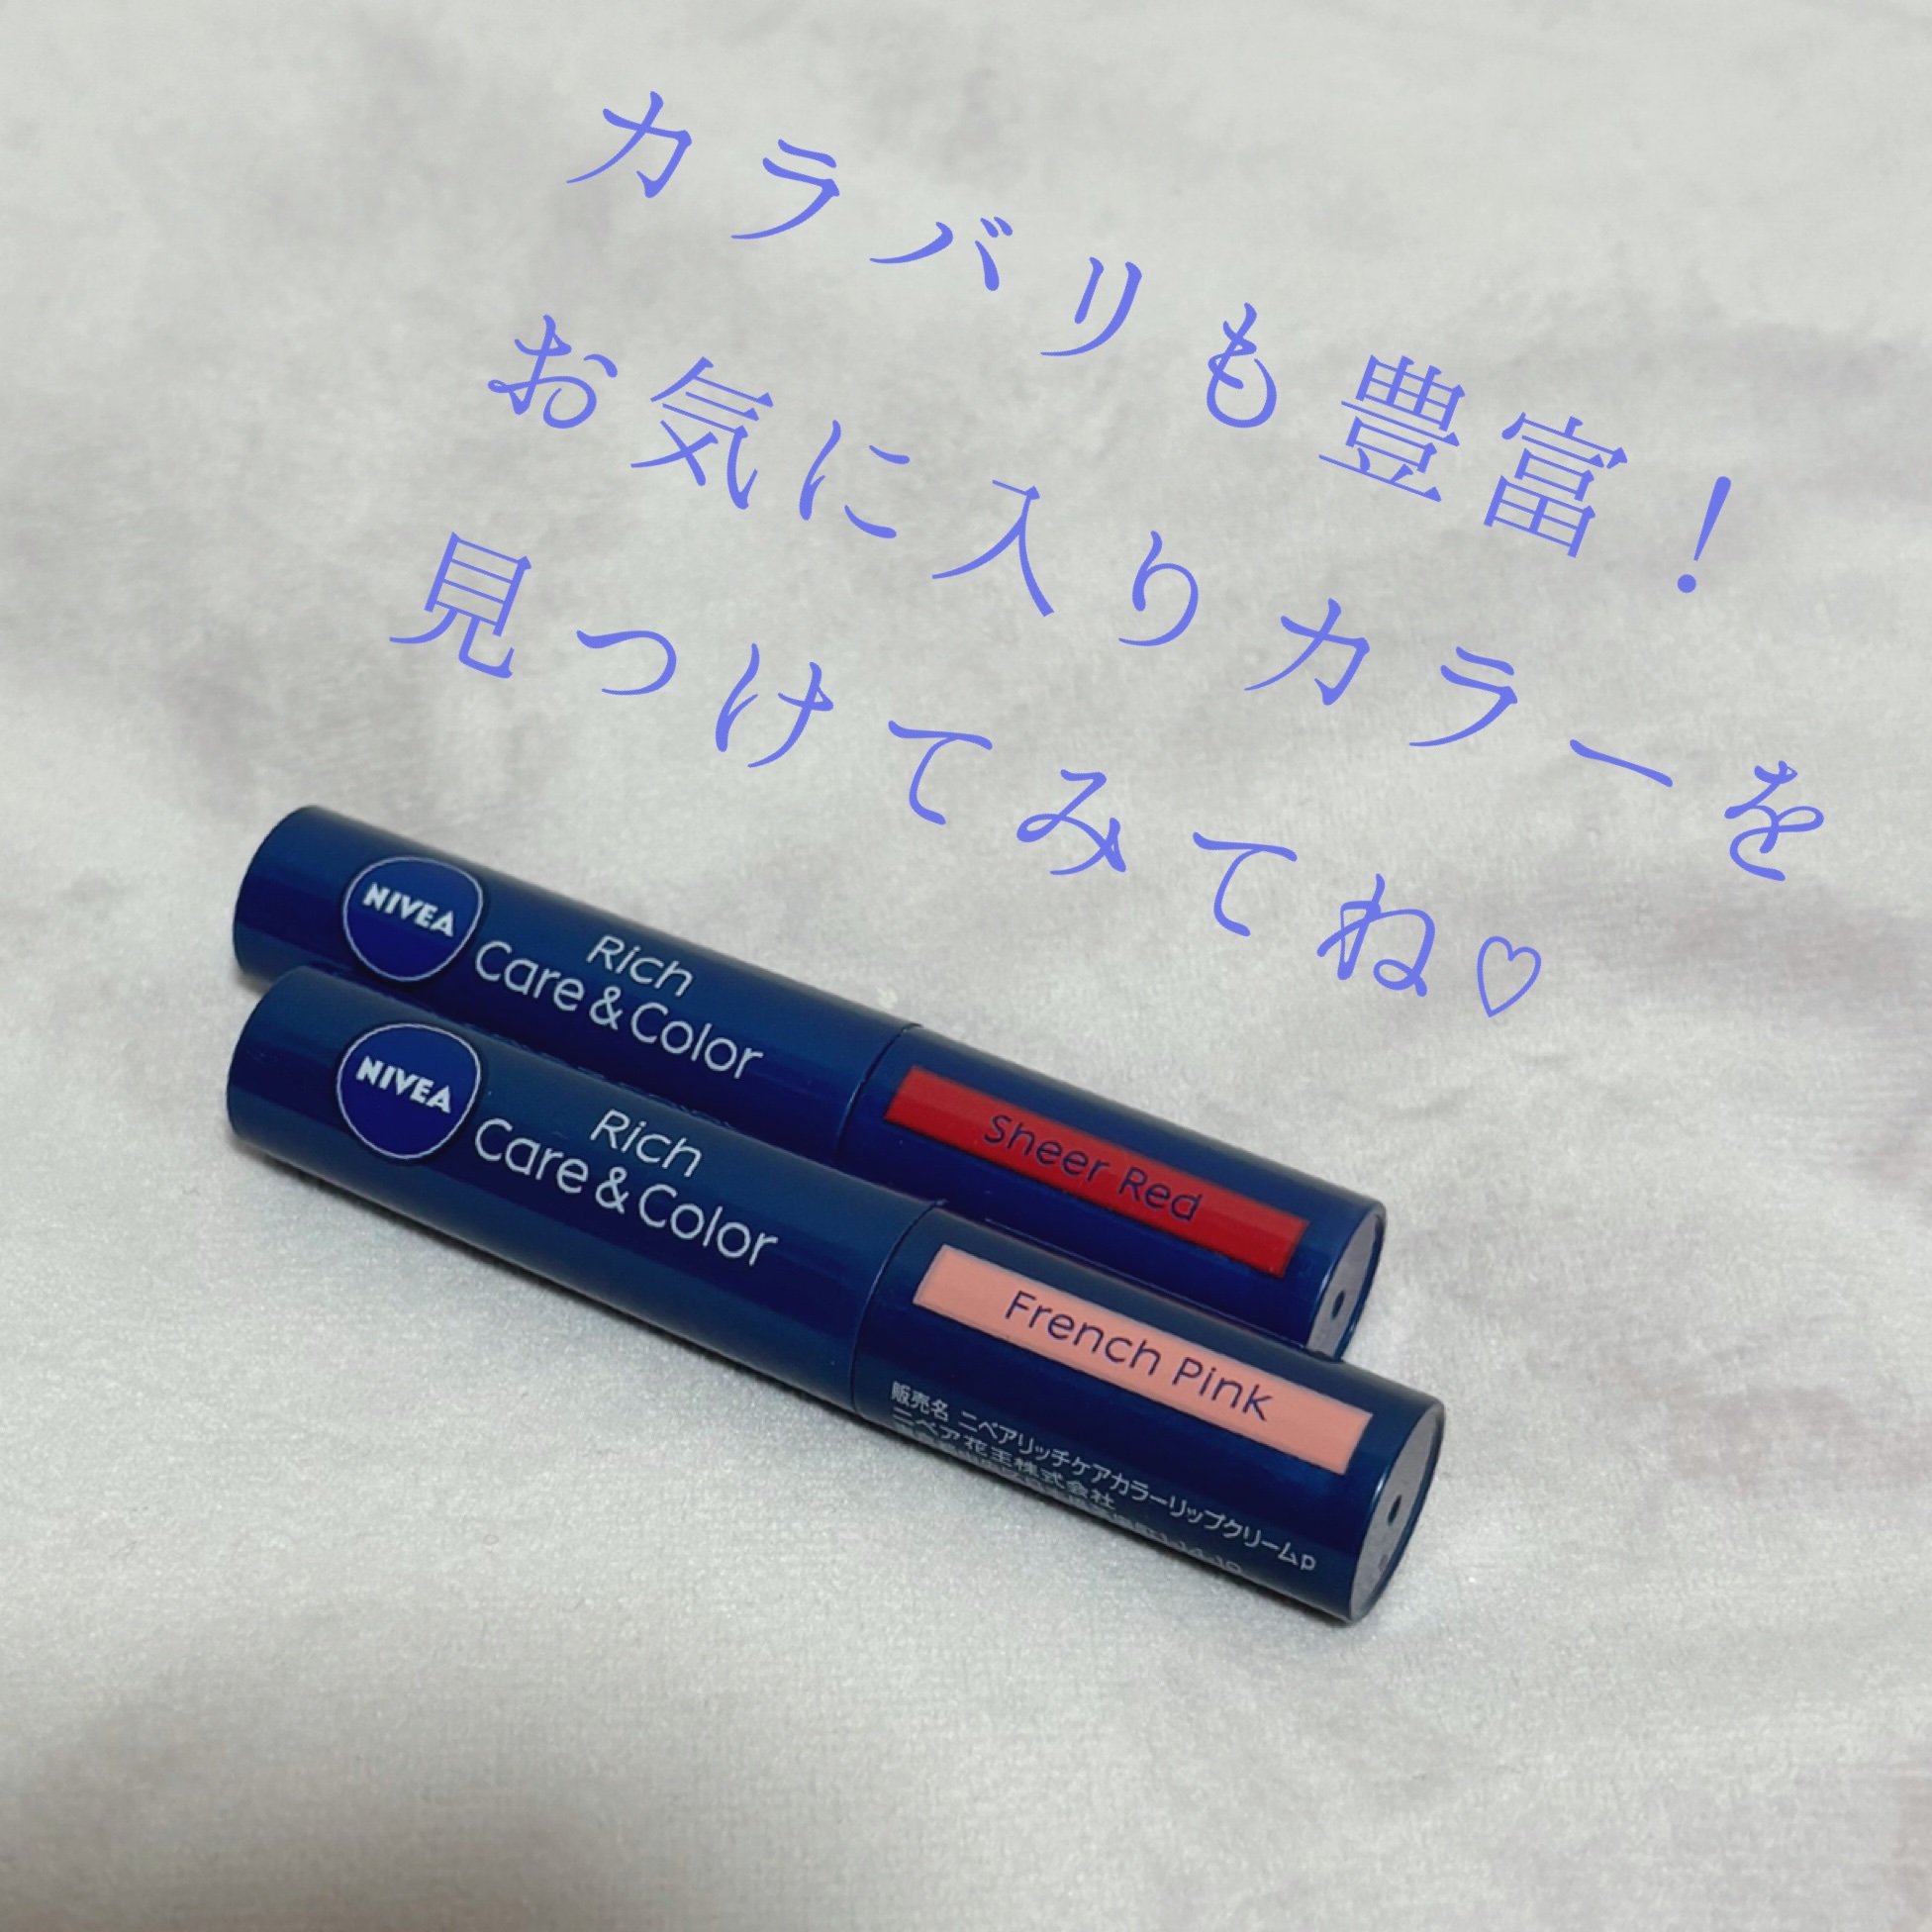 カラバリも豊富！
お気に入りカラーを
見つけてみてね♡
NIVEA
Rich
Care & Color
Sheer Red
NIVEA
Rich
Care & Color
French Pink
販売名 ニベアリッチケアカラーリップクリームp
ニベア花王株式会社